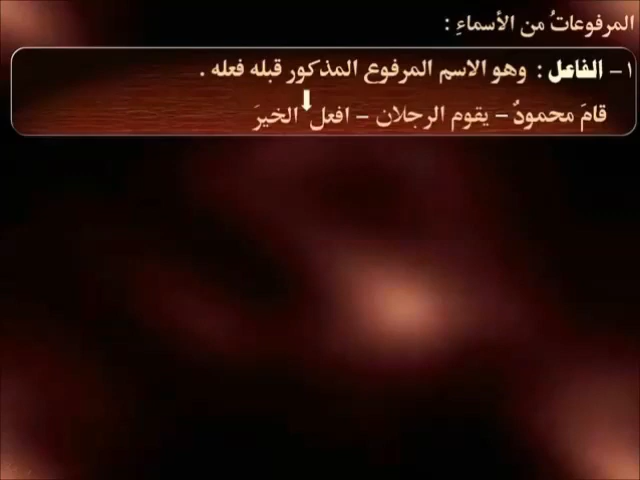 المرفوعاتُ من الأسماءِ :
١ – الفاعل : وهو الاسم المرفوع المذكور قبله فعله .
قامَ محمودٌ – يقوم الرجلان – افعل الخيرَ